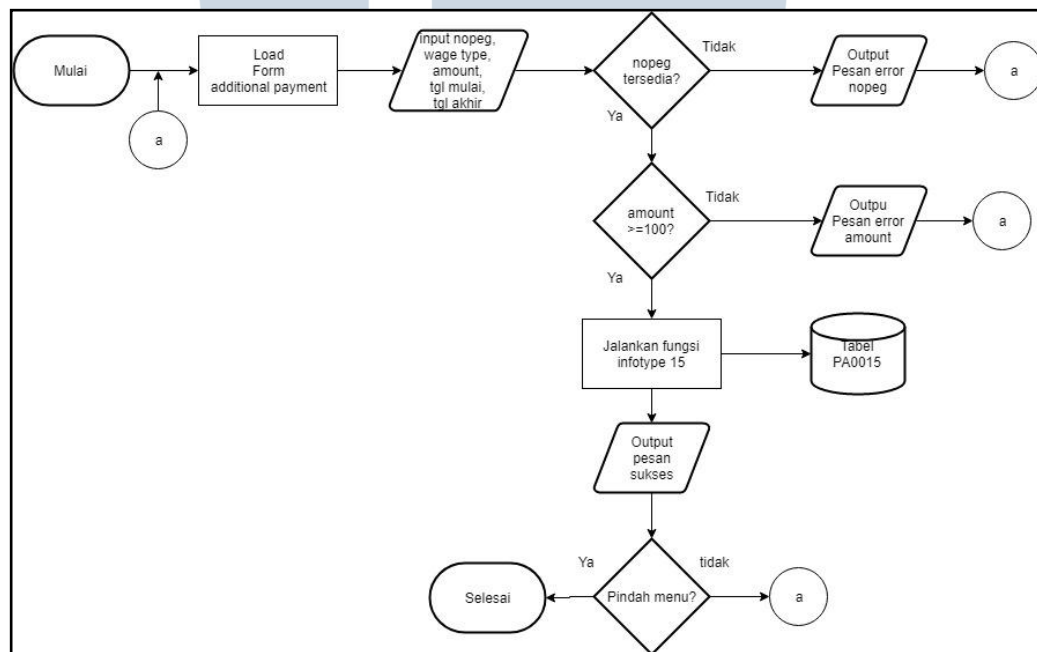 Mulai
a
Load
Form
additional payment
input nopeg,
wage type,
amount,
tgl mulai,
tgl akhir
nopeg
tersedia?
Tidak
Output
Pesan error
nopeg
a
Ya
amount
>=100?
Tidak
Outpu
Pesan error
amount
a
Ya
Jalankan fungsi
infotype 15
Tabel
PA0015
Output
pesan
sukses
Pindah menu?
Ya
Selesai
tidak
a